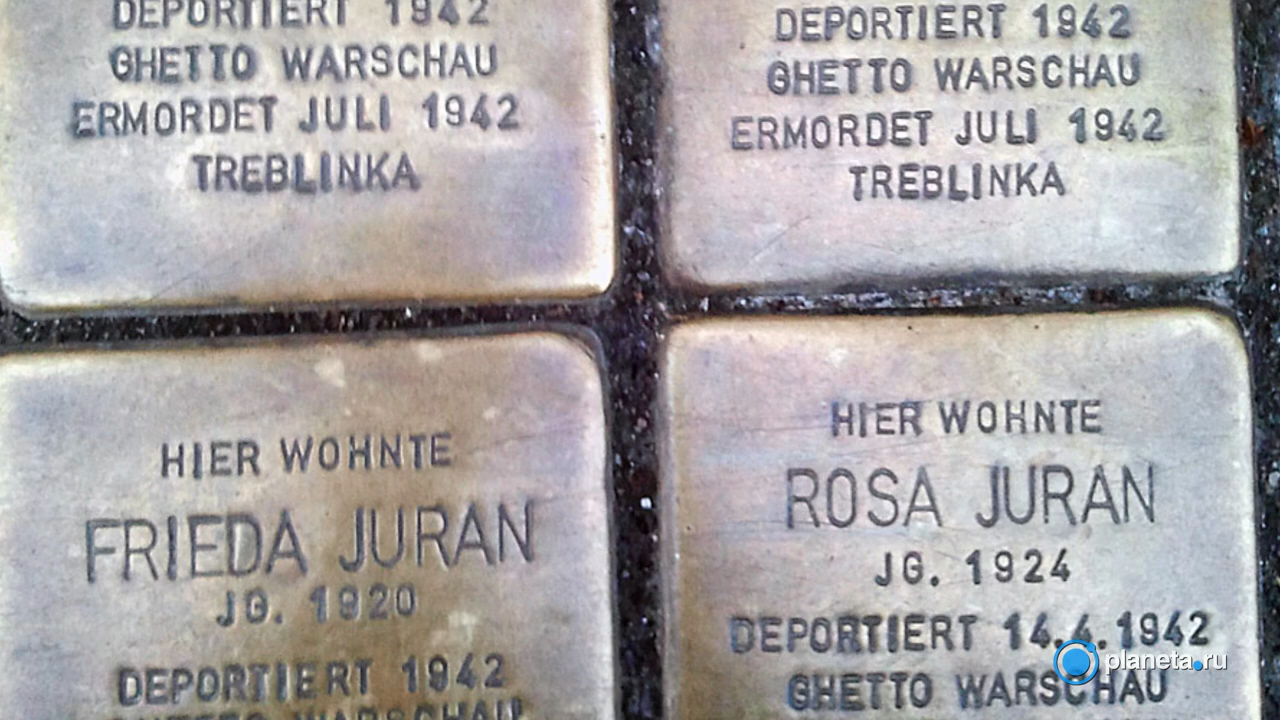 DEPORTIERT 1942
GHETTO WARSCHAU
ERMORDET JULI 1942
TREBLINKA
DEPORTIERT 1942
GHETTO WARSCHAU
ERMORDET JULI 1942
TREBLINKA
HIER WOHNTE
FRIEDA JURAN
JG. 1920
DEPORTIERT 1942
GHETTO WARSCHAU
HIER WOHNTE
ROSA JURAN
JG. 1924
DEPORTIERT 14.4.1942
GHETTO WARSCHAU
planeta.ru